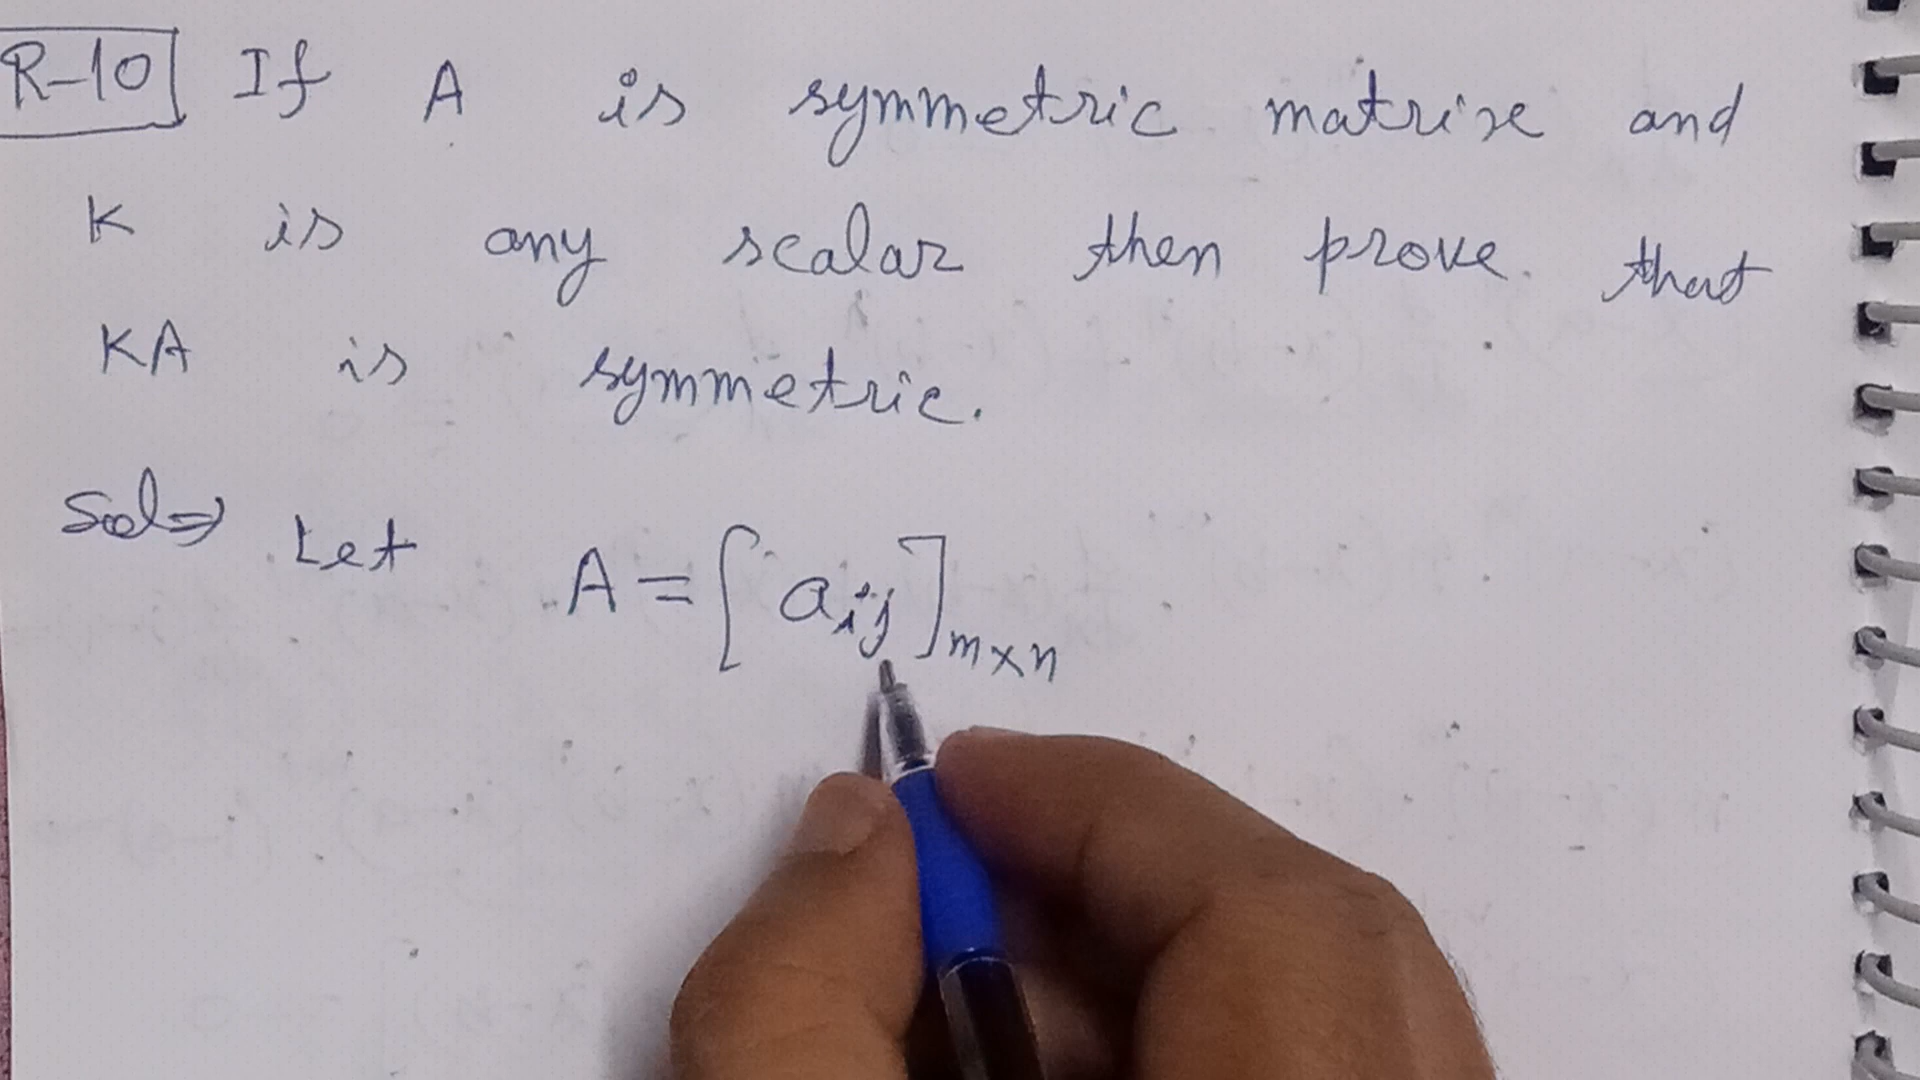 R-10 If A is symmetric matrix and
K is any scalar then prove that
KA is symmetric.
Sol⇒ Let A = [aij]m×n